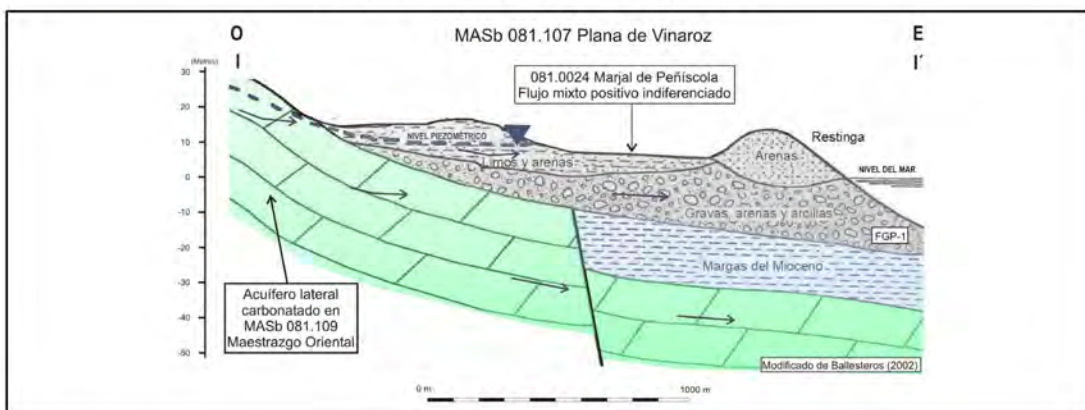 O
E
MASb 081.107 Plana de Vinaroz
I
I´
(Metros)
30
20
10
0
-10
-20
-30
-40
-50
081.0024 Marjal de Peñíscola
Flujo mixto positivo indiferenciado
Restinga
NIVEL PIEZOMÉTRICO
Arenas
Limos y arenas
NIVEL DEL MAR
Gravas, arenas y arcillas
FGP-1
Margas del Mioceno
Acuífero lateral
carbonatado en
MASb 081.109
Maestrazgo Oriental
Modificado de Ballesteros (2002)
0 m
1000 m